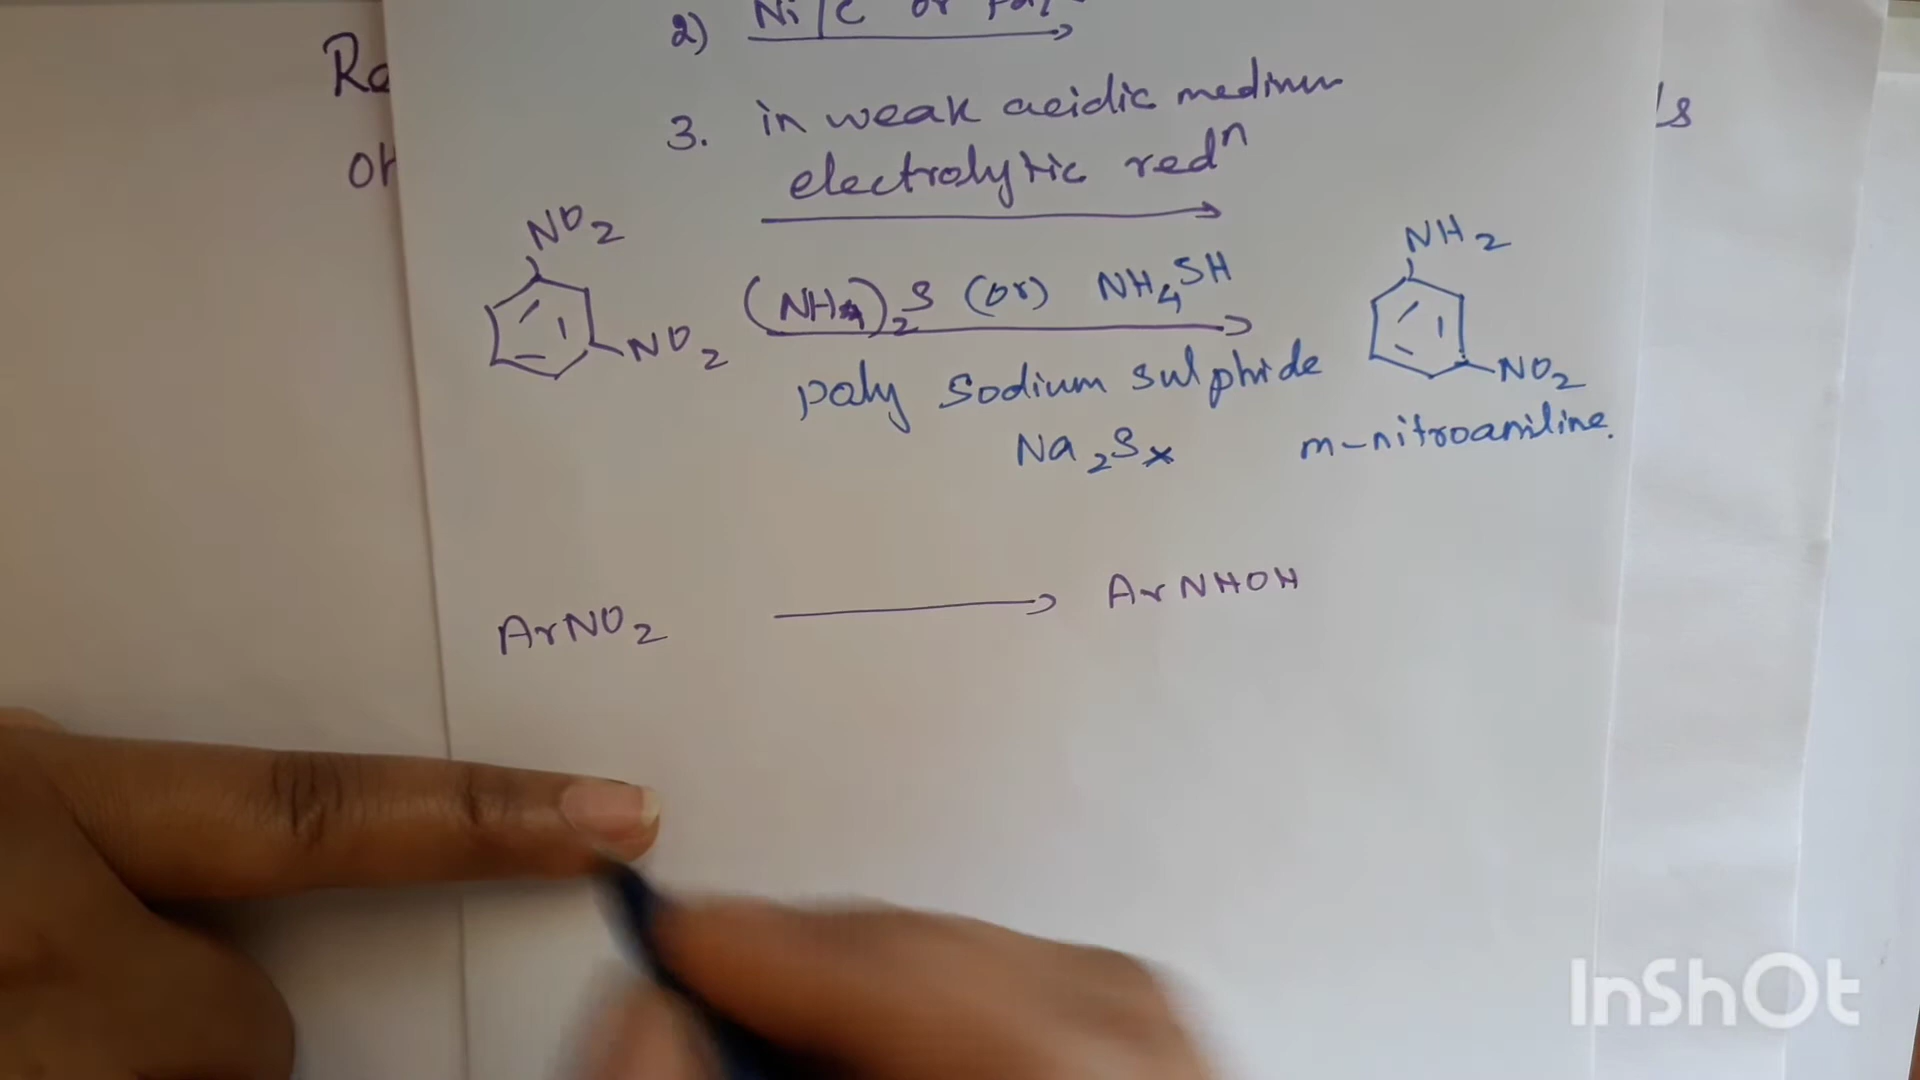 2) Ni/C or
3. in weak acidic medium
electrolytic redn
NO2
NO2
(NH4)2S (or) NH4SH
poly sodium sulphide
Na2Sx
NH2
NO2
m-nitroaniline.
ArNO2 → ArNHOH
InShOt